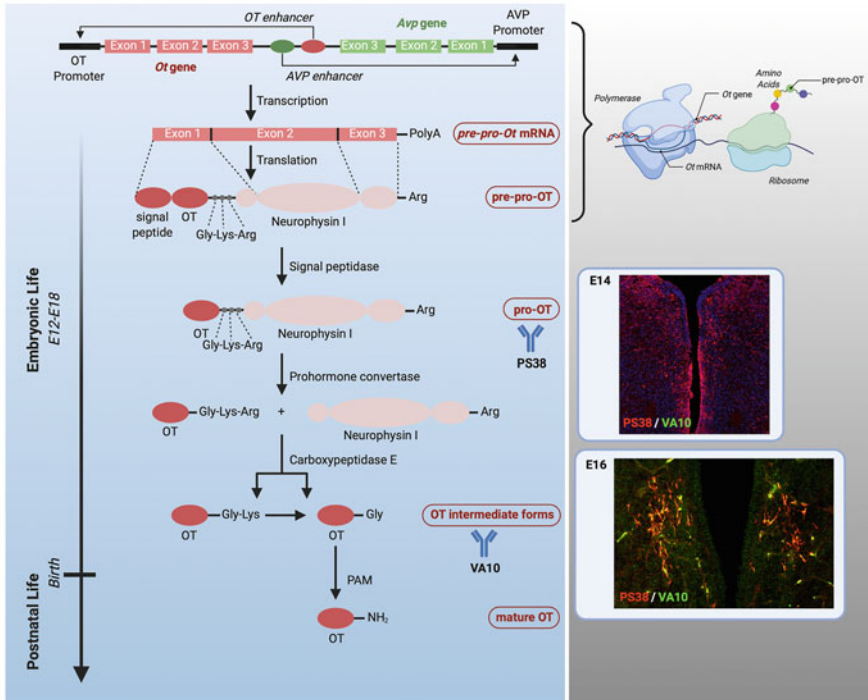 OT enhancer
Avp gene
AVP
Promoter
Exon 1
Exon 2
Exon 3
Exon 3
Exon 2
Exon 1
OT
Promoter
Ot gene
AVP enhancer
Transcription
Exon 1
Exon 2
Exon 3
PolyA
pre-pro-Ot mRNA
Translation
Arg
pre-pro-OT
signal
peptide
OT
Neurophysin I
Gly-Lys-Arg
Signal peptidase
Arg
pro-OT
OT
Neurophysin I
Gly-Lys-Arg
PS38
Prohormone convertase
Gly-Lys-Arg
+
Arg
OT
Neurophysin I
Carboxypeptidase E
Gly-Lys
Gly
OT intermediate forms
OT
OT
VA10
PAM
NH₂
mature OT
OT
Embryonic Life
E12-E18
Birth
Postnatal Life
Amino
Acids
pre-pro-OT
Polymerase
Ot gene
Ot mRNA
Ribosome
E14
PS38 / VA10
E16
PS38 / VA10